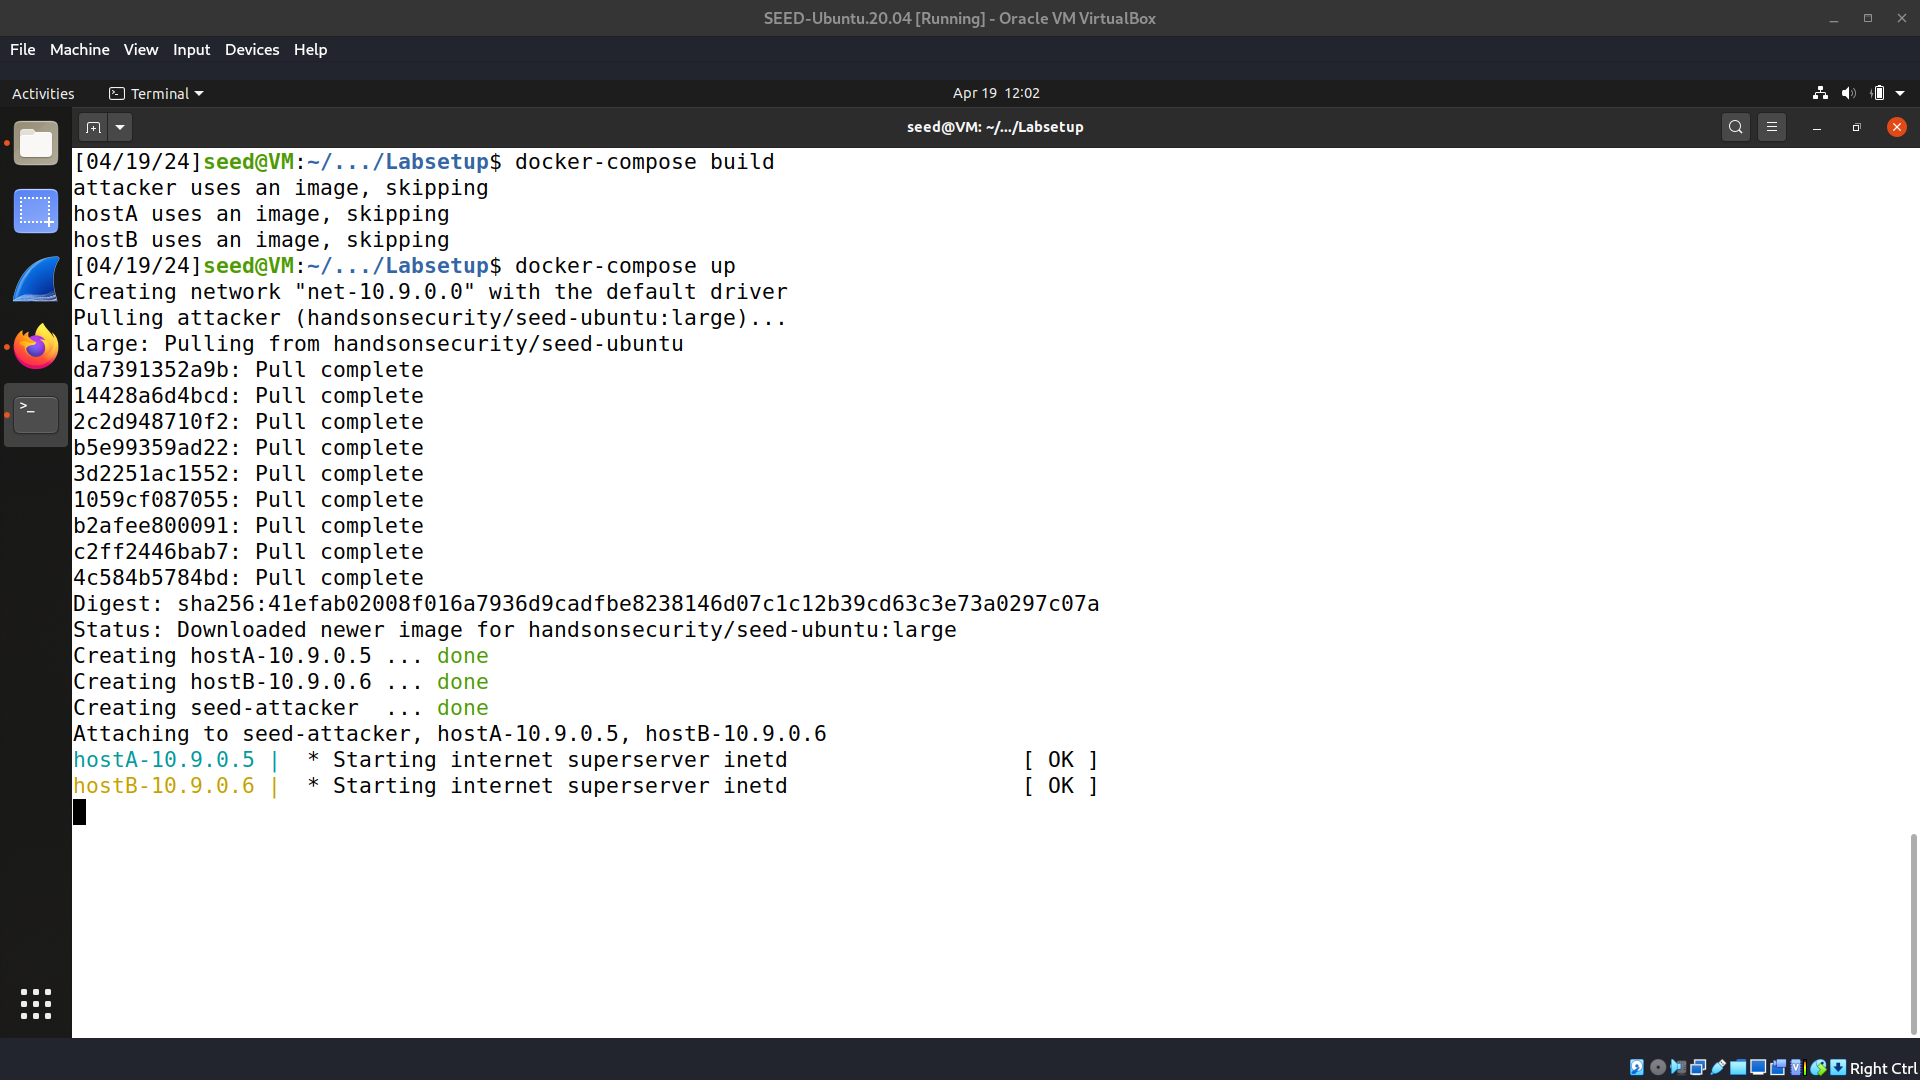 SEED-Ubuntu.20.04 [Running] - Oracle VM VirtualBox
File Machine View Input Devices Help
Activities Terminal Apr 19 12:02
seed@VM: ~/.../Labsetup
[04/19/24]seed@VM:~/.../Labsetup$ docker-compose build
attacker uses an image, skipping
hostA uses an image, skipping
hostB uses an image, skipping
[04/19/24]seed@VM:~/.../Labsetup$ docker-compose up
Creating network "net-10.9.0.0" with the default driver
Pulling attacker (handsonsecurity/seed-ubuntu:large)...
large: Pulling from handsonsecurity/seed-ubuntu
da7391352a9b: Pull complete
14428a6d4bcd: Pull complete
2c2d948710f2: Pull complete
b5e99359ad22: Pull complete
3d2251ac1552: Pull complete
1059cf087055: Pull complete
b2afee800091: Pull complete
c2ff2446bab7: Pull complete
4c584b5784bd: Pull complete
Digest: sha256:41efab02008f016a7936d9cadfbe8238146d07c1c12b39cd63c3e73a0297c07a
Status: Downloaded newer image for handsonsecurity/seed-ubuntu:large
Creating hostA-10.9.0.5 ... done
Creating hostB-10.9.0.6 ... done
Creating seed-attacker  ... done
Attaching to seed-attacker, hostA-10.9.0.5, hostB-10.9.0.6
hostA-10.9.0.5 |  * Starting internet superserver inetd                  [ OK ]
hostB-10.9.0.6 |  * Starting internet superserver inetd                  [ OK ]
Right Ctrl